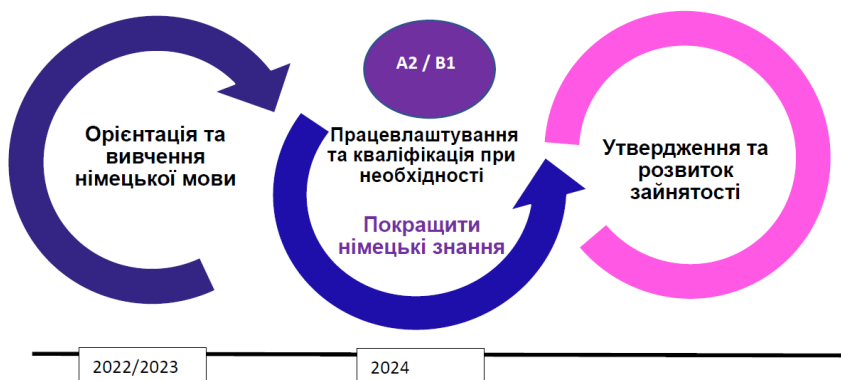 Орієнтація та
вивчення
німецької мови
A2 / B1
Працевлаштування
та кваліфікація при
необхідності
Покращити
німецькі знання
Утвердження та
розвиток
зайнятості
2022/2023
2024